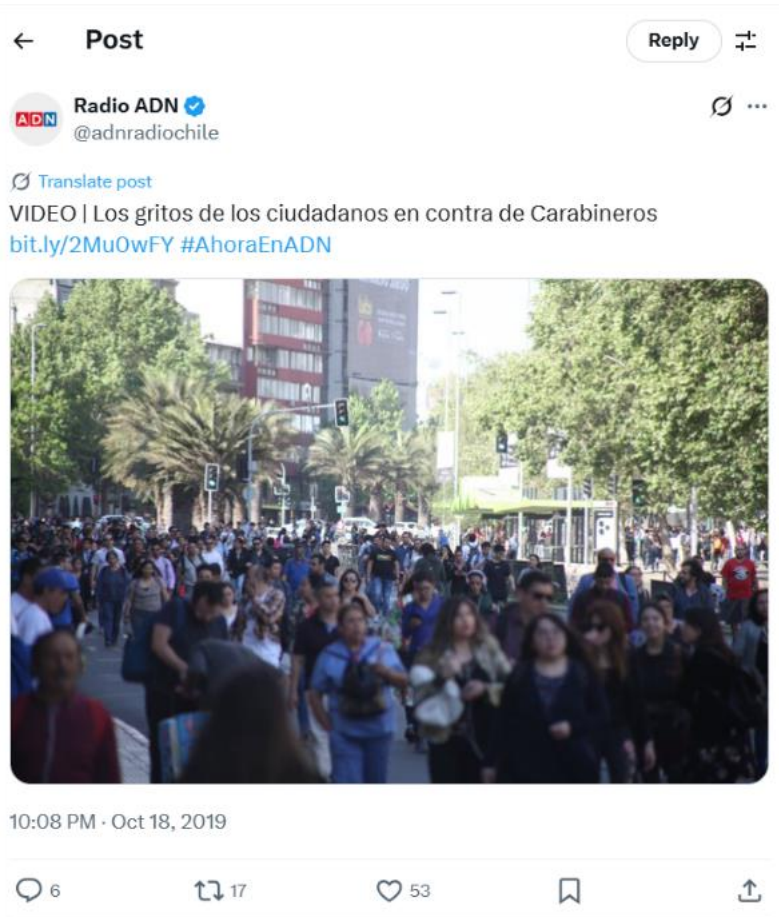 Post
Reply
ADN
Radio ADN
@adnradiochile
Translate post
VIDEO | Los gritos de los ciudadanos en contra de Carabineros
bit.ly/2Mu0wFY #AhoraEnADN
10:08 PM · Oct 18, 2019
6
17
53